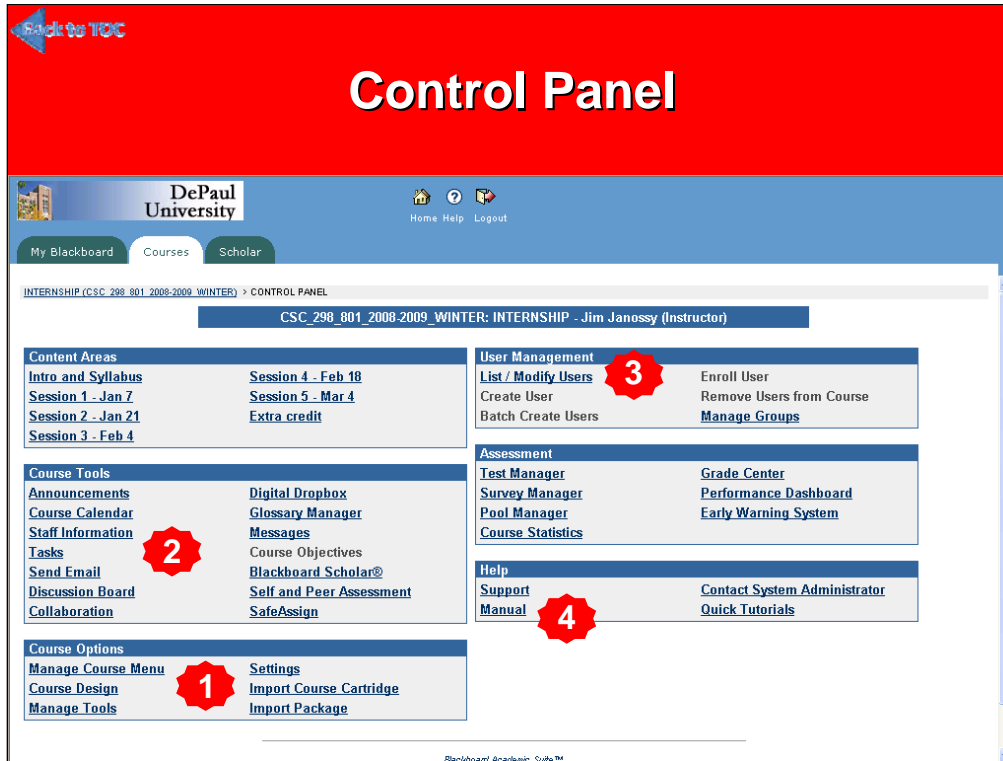 Back to TOC
Control Panel
DePaul
University
Home Help Logout
My Blackboard Courses Scholar
INTERNSHIP (CSC_298_801_2008-2009_WINTER) > CONTROL PANEL
CSC_298_801_2008-2009_WINTER: INTERNSHIP - Jim Janossy (Instructor)
Content Areas
Intro and Syllabus Session 4 - Feb 18
Session 1 - Jan 7 Session 5 - Mar 4
Session 2 - Jan 21 Extra credit
Session 3 - Feb 4
Course Tools
Announcements Digital Dropbox
Course Calendar Glossary Manager
Staff Information Messages
Tasks Course Objectives
2
Send Email Blackboard Scholar®
Discussion Board Self and Peer Assessment
Collaboration SafeAssign
Course Options
Manage Course Menu Settings
Course Design Import Course Cartridge
1
Manage Tools Import Package
User Management
List / Modify Users Enroll User
3
Create User Remove Users from Course
Batch Create Users Manage Groups
Assessment
Test Manager Grade Center
Survey Manager Performance Dashboard
Pool Manager Early Warning System
Course Statistics
Help
Support Contact System Administrator
Manual Quick Tutorials
4
Blackboard Academic Suite™